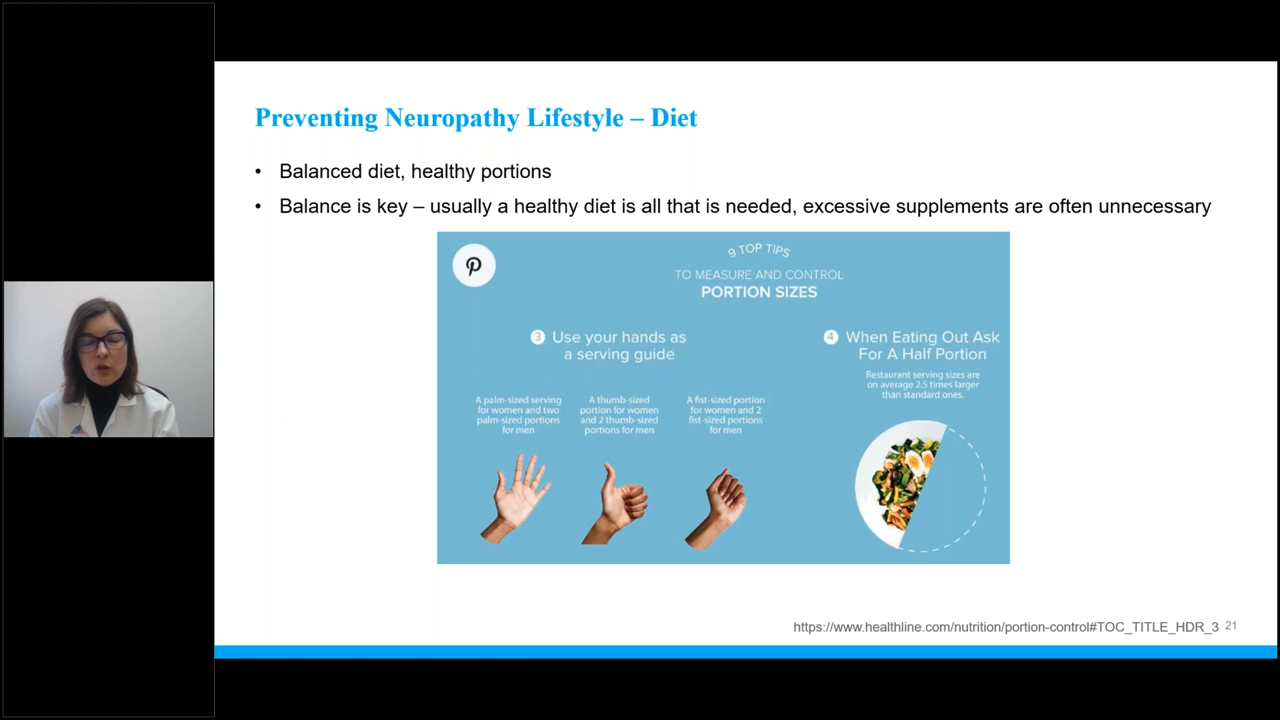 Preventing Neuropathy Lifestyle – Diet
• Balanced diet, healthy portions
• Balance is key – usually a healthy diet is all that is needed, excessive supplements are often unnecessary
9 TOP TIPS
TO MEASURE AND CONTROL
PORTION SIZES
3 Use your hands as
a serving guide
A palm-sized serving
for women and two
palm-sized portions
for men
A thumb-sized
portion for women
and 2 thumb-sized
portions for men
A fist-sized portion
for women and 2
fist-sized portions
for men
4 When Eating Out Ask
For A Half Portion
Restaurant serving sizes are
on average 2.5 times larger
than standard ones.
https://www.healthline.com/nutrition/portion-control#TOC_TITLE_HDR_3 21